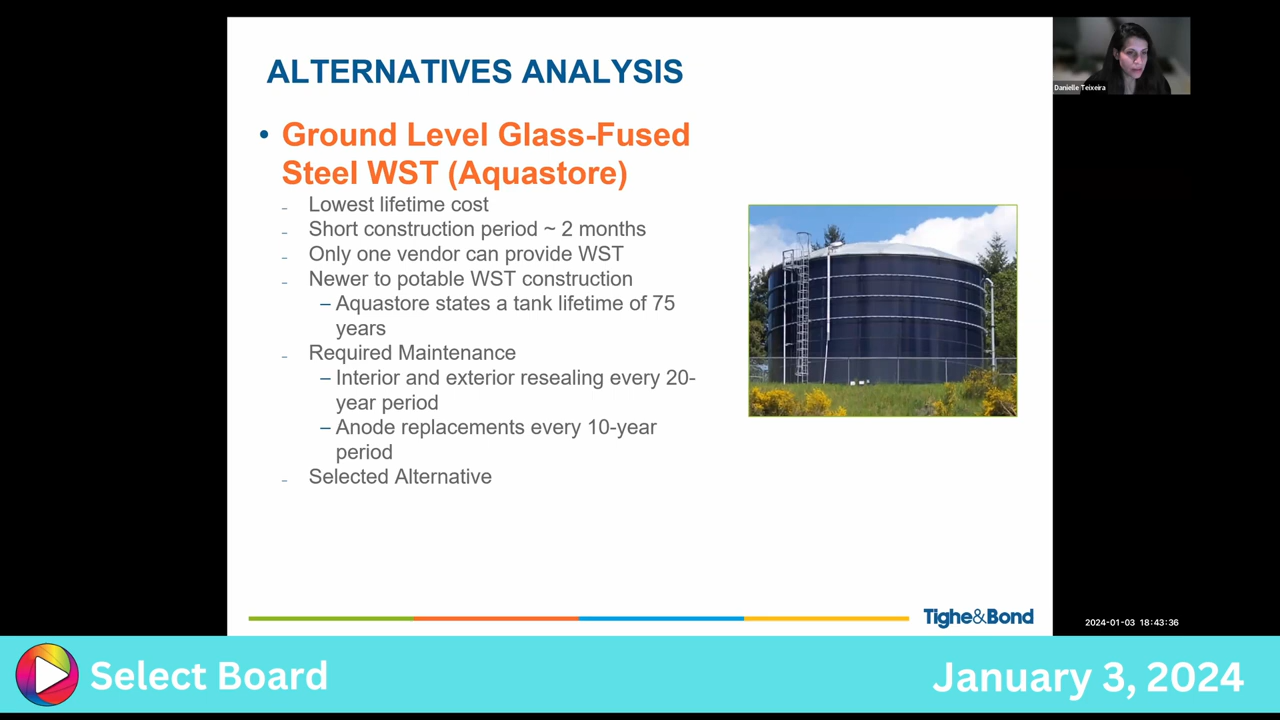 ALTERNATIVES ANALYSIS
Danielle Teixeira
• Ground Level Glass-Fused
Steel WST (Aquastore)
- Lowest lifetime cost
- Short construction period ~ 2 months
- Only one vendor can provide WST
- Newer to potable WST construction
– Aquastore states a tank lifetime of 75
years
- Required Maintenance
– Interior and exterior resealing every 20-
year period
– Anode replacements every 10-year
period
- Selected Alternative
Tighe&Bond
2024-01-03 18:43:36
Select Board
January 3, 2024